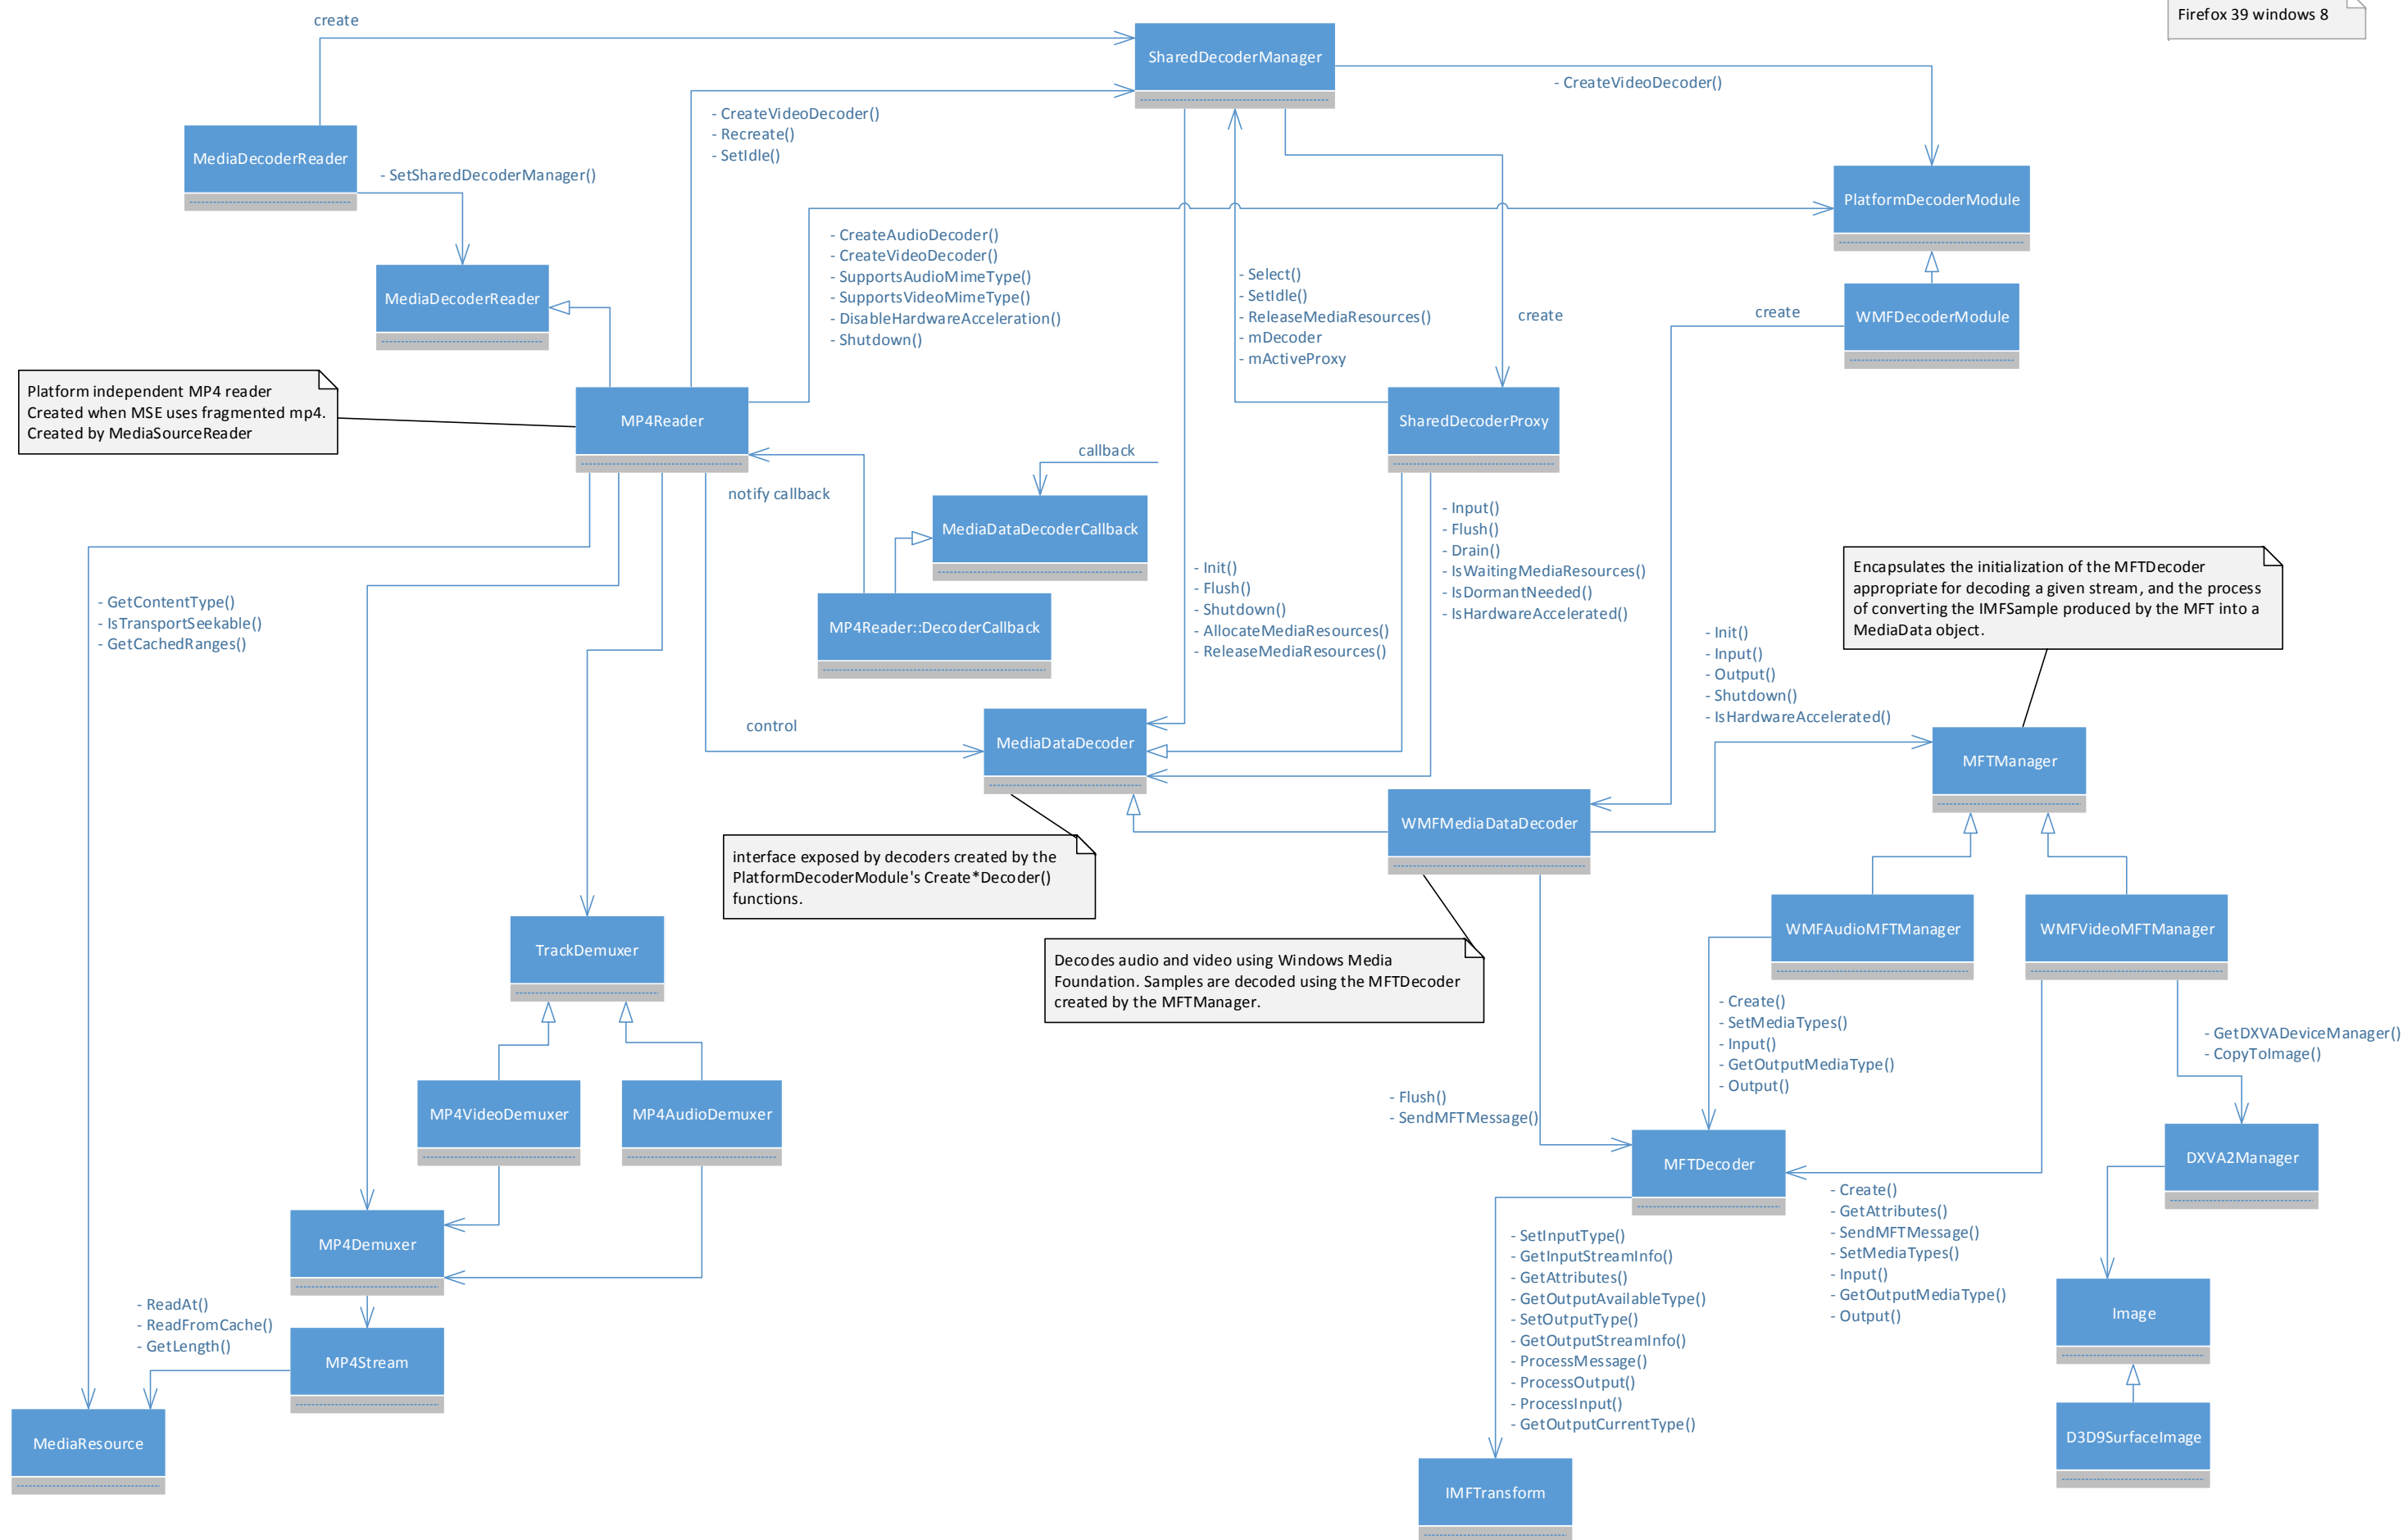 create
Firefox 39 windows 8
SharedDecoderManager
- CreateVideoDecoder()
- CreateVideoDecoder()
- Recreate()
- SetIdle()
MediaDecoderReader
- SetSharedDecoderManager()
PlatformDecoderModule
- CreateAudioDecoder()
- CreateVideoDecoder()
- SupportsAudioMimeType()
- SupportsVideoMimeType()
- DisableHardwareAcceleration()
- Shutdown()
- Select()
- SetIdle()
- ReleaseMediaResources()
- mDecoder
- mActiveProxy
MediaDecoderReader
create
create
WMFDecoderModule
Platform independent MP4 reader
Created when MSE uses fragmented mp4.
Created by MediaSourceReader
MP4Reader
SharedDecoderProxy
callback
notify callback
MediaDataDecoderCallback
- Input()
- Flush()
- Drain()
- IsWaitingMediaResources()
- IsDormantNeeded()
- IsHardwareAccelerated()
- Init()
- Flush()
- Shutdown()
- AllocateMediaResources()
- ReleaseMediaResources()
Encapsulates the initialization of the MFTDecoder
appropriate for decoding a given stream, and the process
of converting the IMFSample produced by the MFT into a
MediaData object.
- GetContentType()
- IsTransportSeekable()
- GetCachedRanges()
MP4Reader::DecoderCallback
- Init()
- Input()
- Output()
- Shutdown()
- IsHardwareAccelerated()
control
MediaDataDecoder
MFTManager
WMFMediaDataDecoder
interface exposed by decoders created by the
PlatformDecoderModule's Create*Decoder()
functions.
TrackDemuxer
Decodes audio and video using Windows Media
Foundation. Samples are decoded using the MFTDecoder
created by the MFTManager.
WMFAudioMFTManager
WMFVideoMFTManager
- Create()
- SetMediaTypes()
- Input()
- GetOutputMediaType()
- Output()
- GetDXVADeviceManager()
- CopyToImage()
MP4VideoDemuxer
MP4AudioDemuxer
- Flush()
- SendMFTMessage()
MFTDecoder
DXVA2Manager
- Create()
- GetAttributes()
- SendMFTMessage()
- SetMediaTypes()
- Input()
- GetOutputMediaType()
- Output()
MP4Demuxer
- SetInputType()
- GetInputStreamInfo()
- GetAttributes()
- GetOutputAvailableType()
- SetOutputType()
- GetOutputStreamInfo()
- ProcessMessage()
- ProcessOutput()
- ProcessInput()
- GetOutputCurrentType()
- ReadAt()
- ReadFromCache()
- GetLength()
Image
MP4Stream
MediaResource
D3D9SurfaceImage
IMFTransform